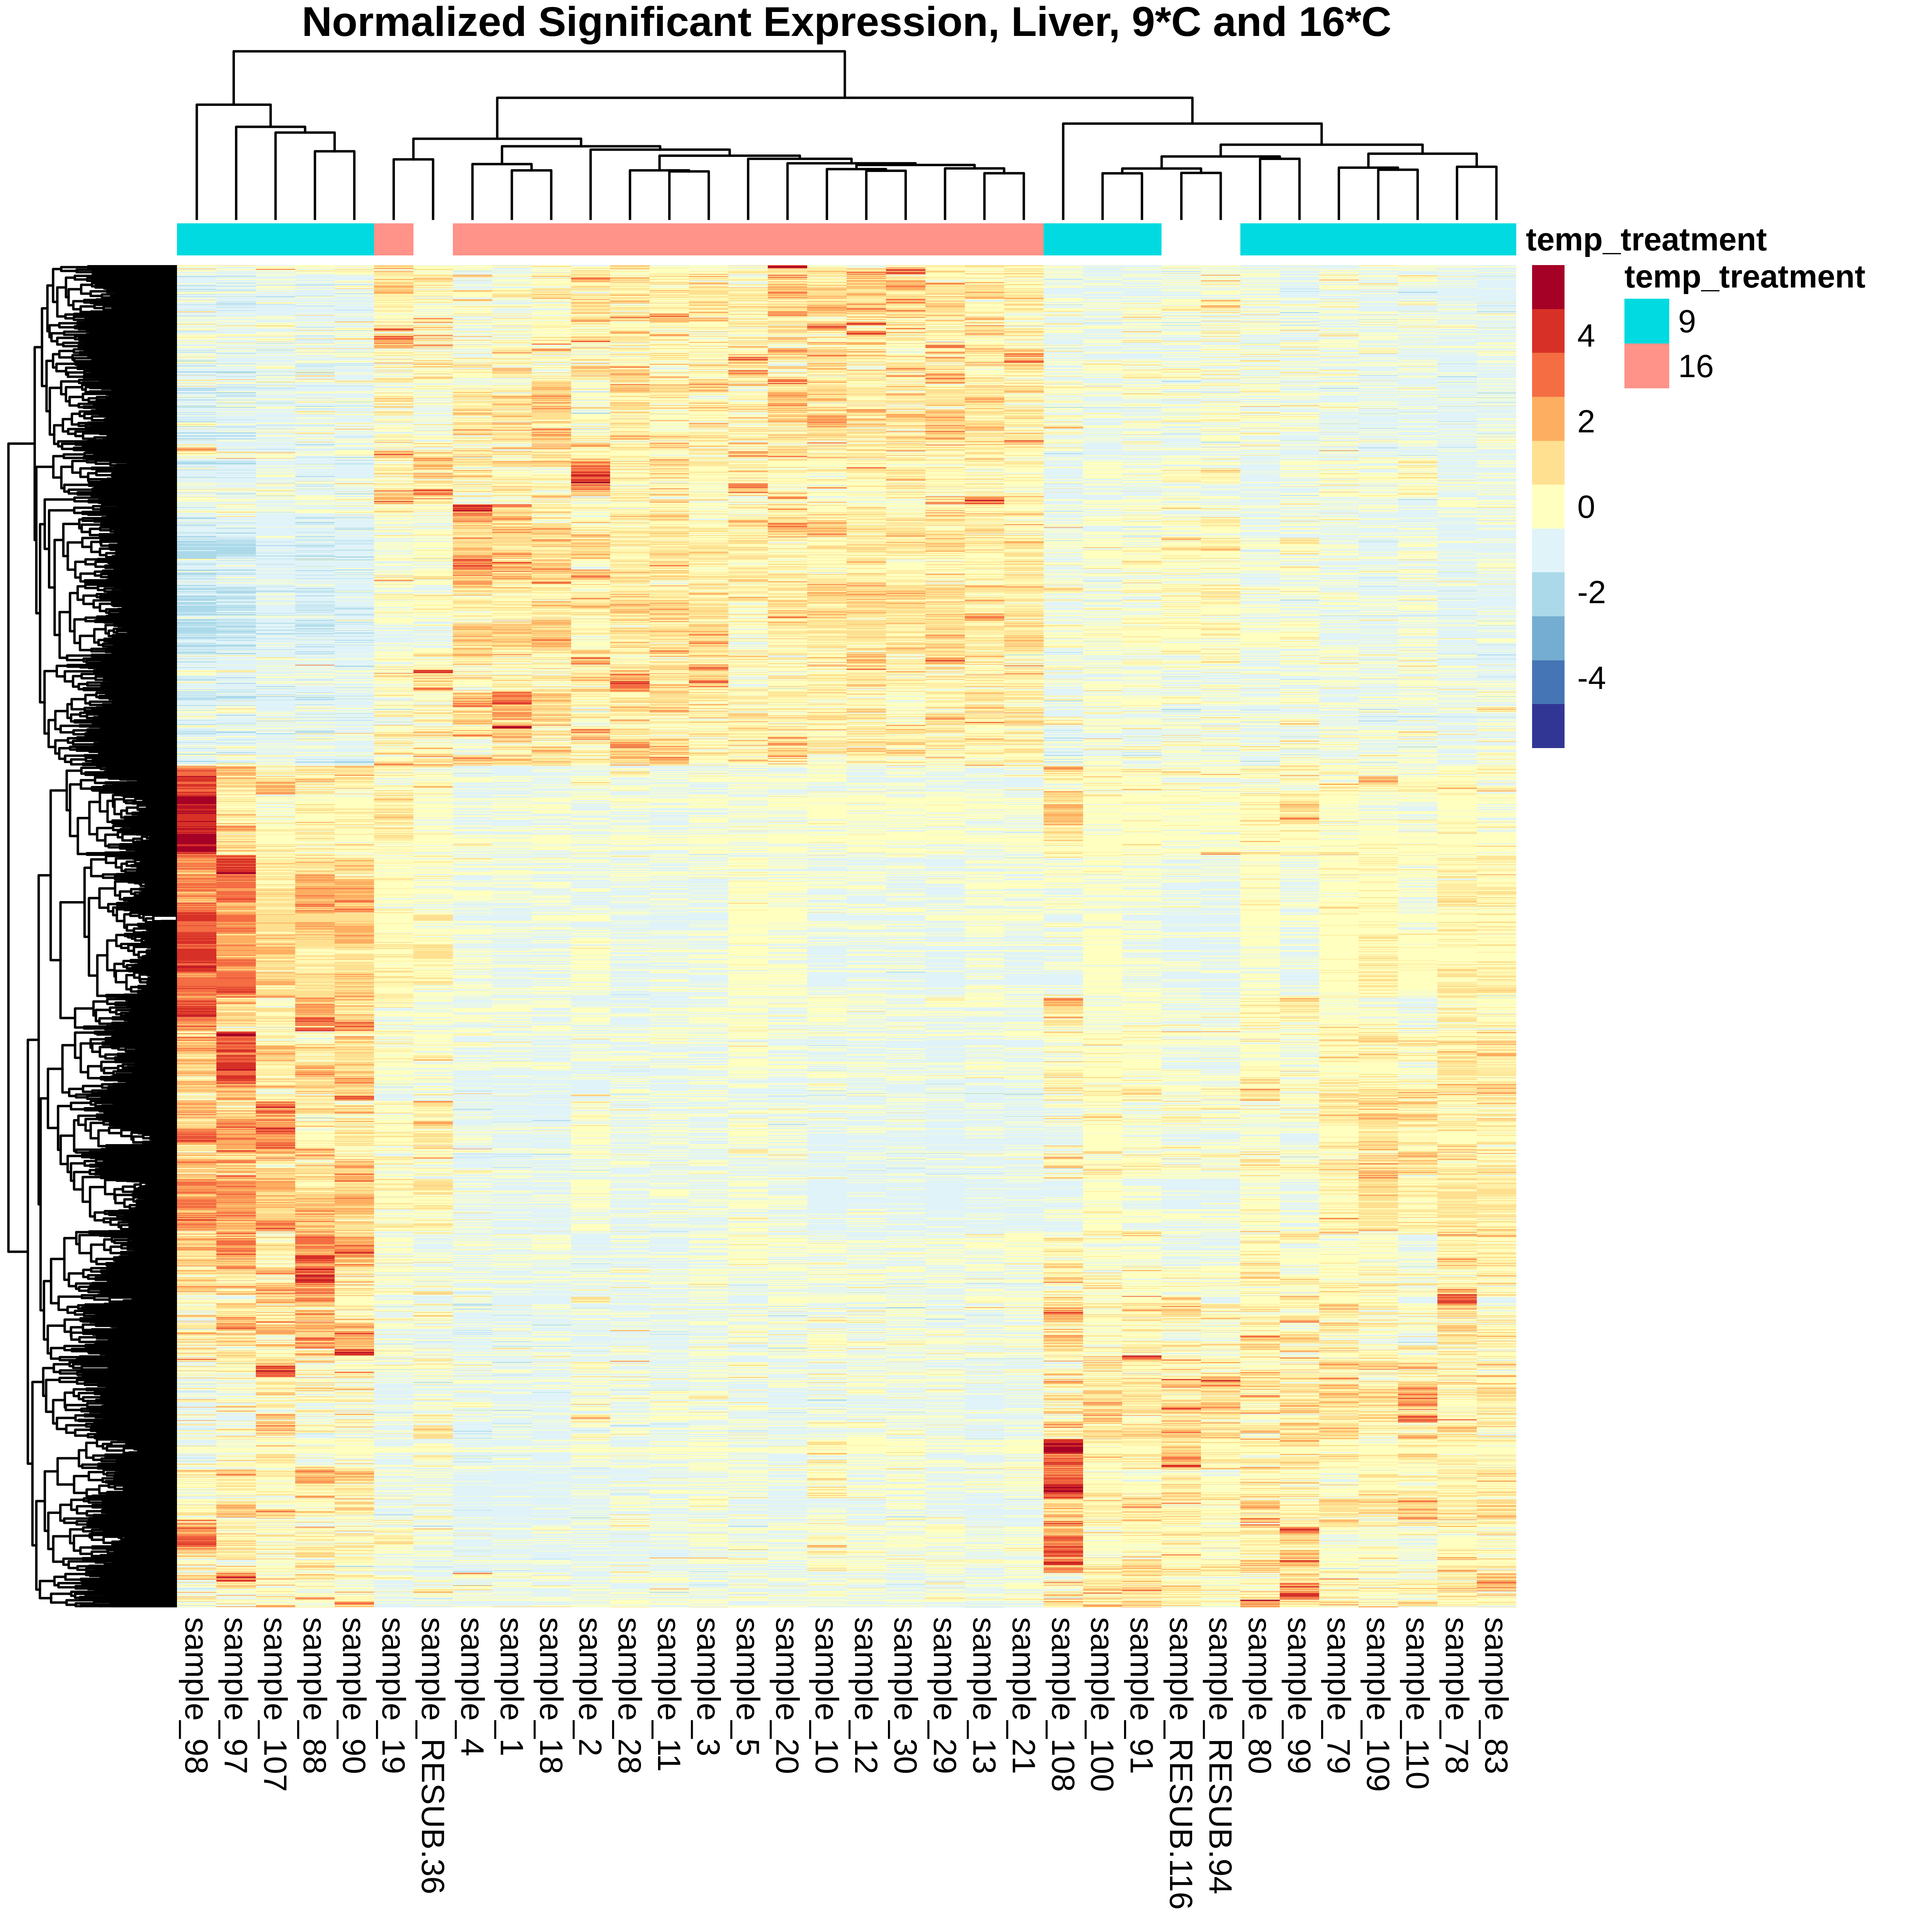 Normalized Significant Expression, Liver, 9*C and 16*C
temp_treatment
temp_treatment
9
16
4
2
0
-2
-4
sample_98
sample_97
sample_107
sample_88
sample_90
sample_19
sample_RESUB.36
sample_4
sample_1
sample_18
sample_2
sample_28
sample_11
sample_3
sample_5
sample_20
sample_10
sample_12
sample_30
sample_29
sample_13
sample_21
sample_108
sample_100
sample_91
sample_RESUB.116
sample_RESUB.94
sample_80
sample_99
sample_79
sample_109
sample_110
sample_78
sample_83